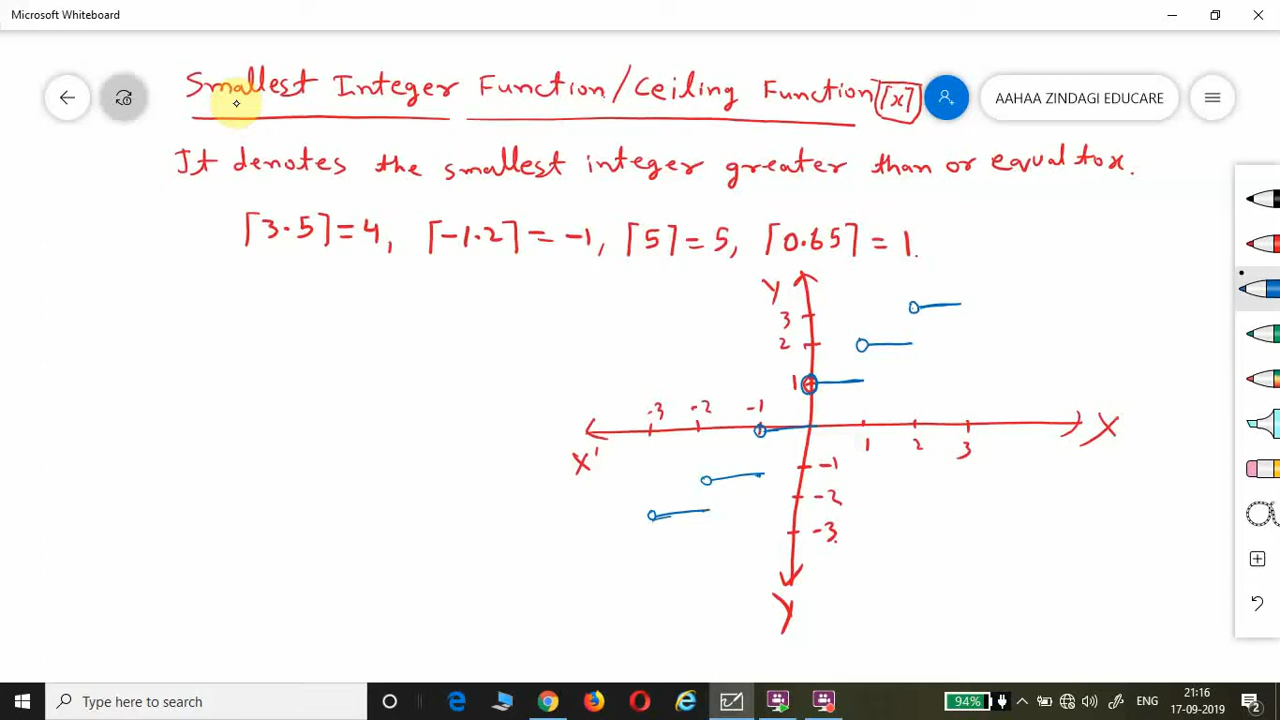 Microsoft Whiteboard
Smallest Integer Function/Ceiling Function ⌈x⌉
AAHAA ZINDAGI EDUCARE
It denotes the smallest integer greater than or equal to x.
⌈3.5⌉=4, ⌈-1.2⌉=-1, ⌈5⌉=5, ⌈0.65⌉=1.
Y
3
2
1
-3 -2 -1
X' X
1 2 3
-1
-2
-3
Y
Type here to search
94%
ENG
21:16
17-09-2019
2